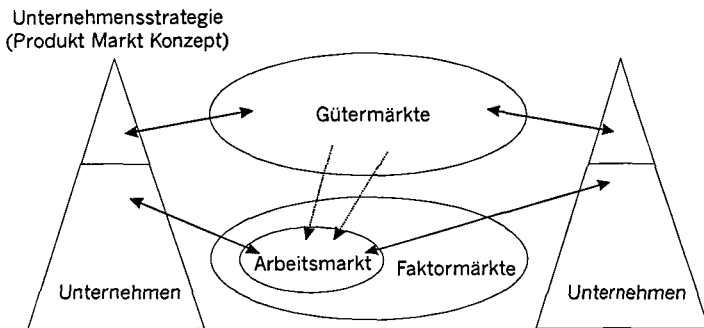 Unternehmensstrategie
(Produkt Markt Konzept)
Gütermärkte
Arbeitsmarkt
Faktormärkte
Unternehmen
Unternehmen